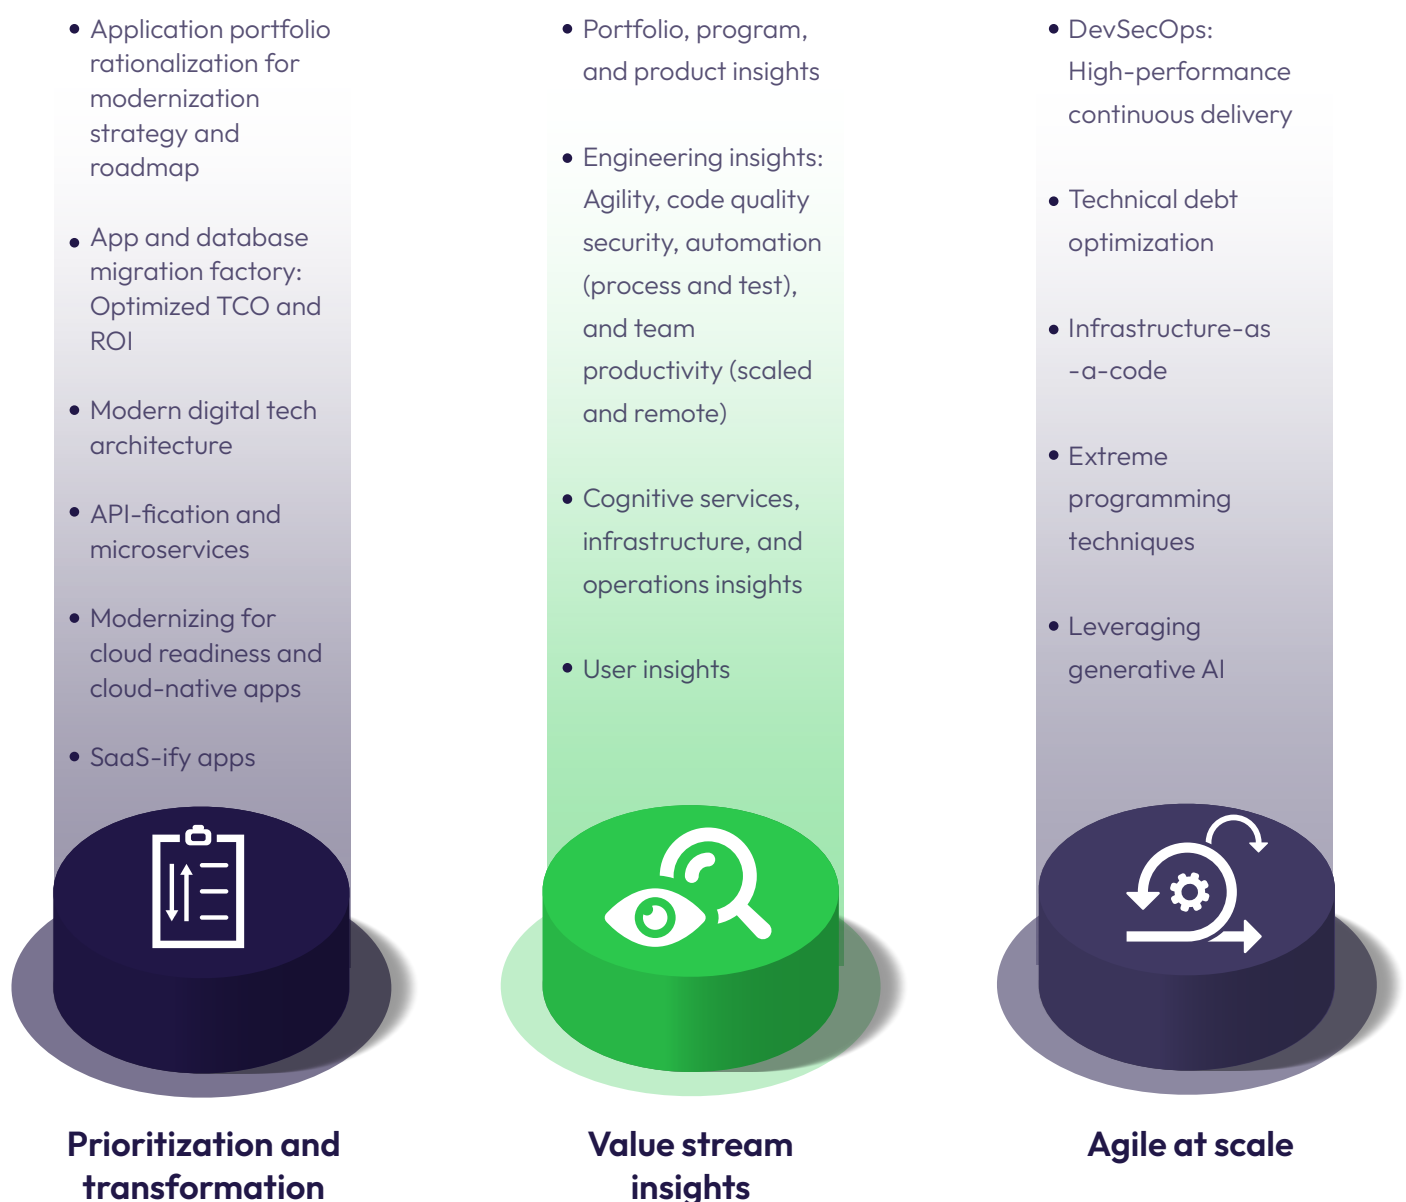 Application portfolio
rationalization for
modernization
strategy and
roadmap
App and database
migration factory:
Optimized TCO and
ROI
Modern digital tech
architecture
API-fication and
microservices
Modernizing for
cloud readiness and
cloud-native apps
SaaS-ify apps
Prioritization and
transformation
Portfolio, program,
and product insights
Engineering insights:
Agility, code quality
security, automation
(process and test),
and team
productivity (scaled
and remote)
Cognitive services,
infrastructure, and
operations insights
User insights
Value stream
insights
DevSecOps:
High-performance
continuous delivery
Technical debt
optimization
Infrastructure-as
-a-code
Extreme
programming
techniques
Leveraging
generative AI
Agile at scale